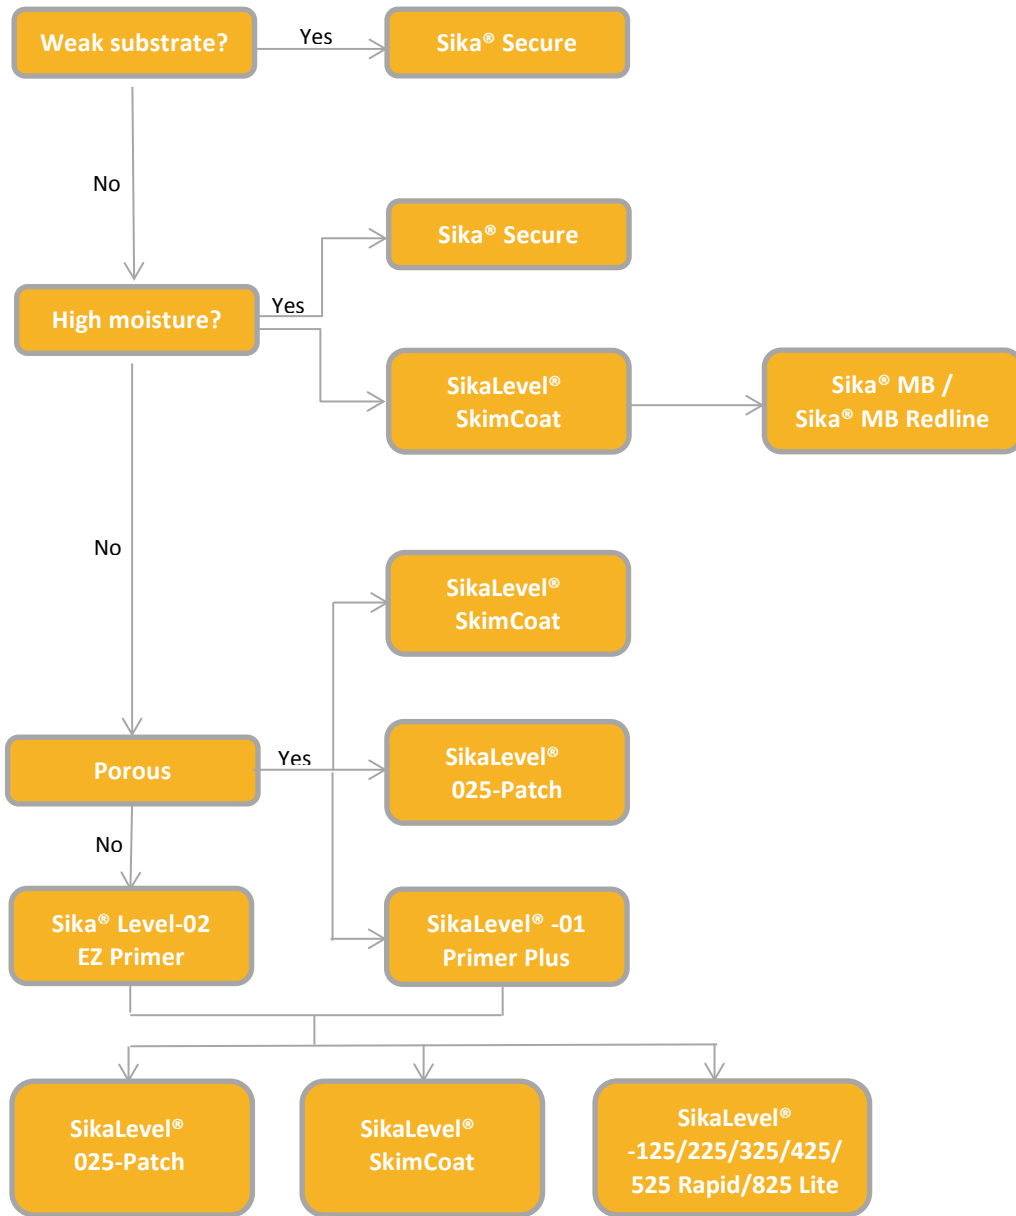 Weak substrate?
Yes
Sika® Secure
No
Sika® Secure
High moisture?
Yes
SikaLevel®
SkimCoat
Sika® MB /
Sika® MB Redline
No
SikaLevel®
SkimCoat
Porous
Yes
SikaLevel®
025-Patch
No
Sika® Level-02
EZ Primer
SikaLevel® -01
Primer Plus
SikaLevel®
025-Patch
SikaLevel®
SkimCoat
SikaLevel®
-125/225/325/425/
525 Rapid/825 Lite